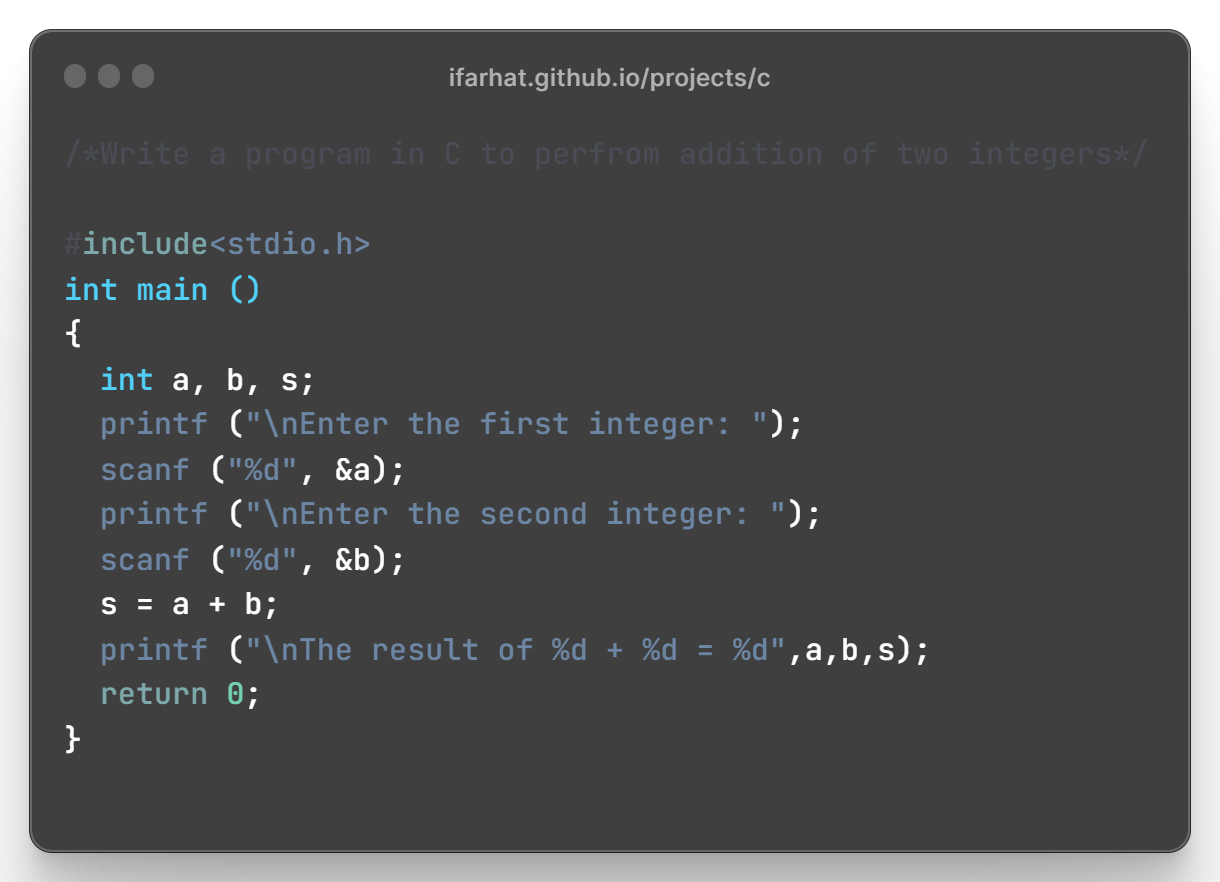 ifarhat.github.io/projects/c
/*Write a program in C to perfrom addition of two integers*/
#include<stdio.h>
int main ()
{
int a, b, s;
printf ("\nEnter the first integer: ");
scanf ("%d", &a);
printf ("\nEnter the second integer: ");
scanf ("%d", &b);
s = a + b;
printf ("\nThe result of %d + %d = %d",a,b,s);
return 0;
}